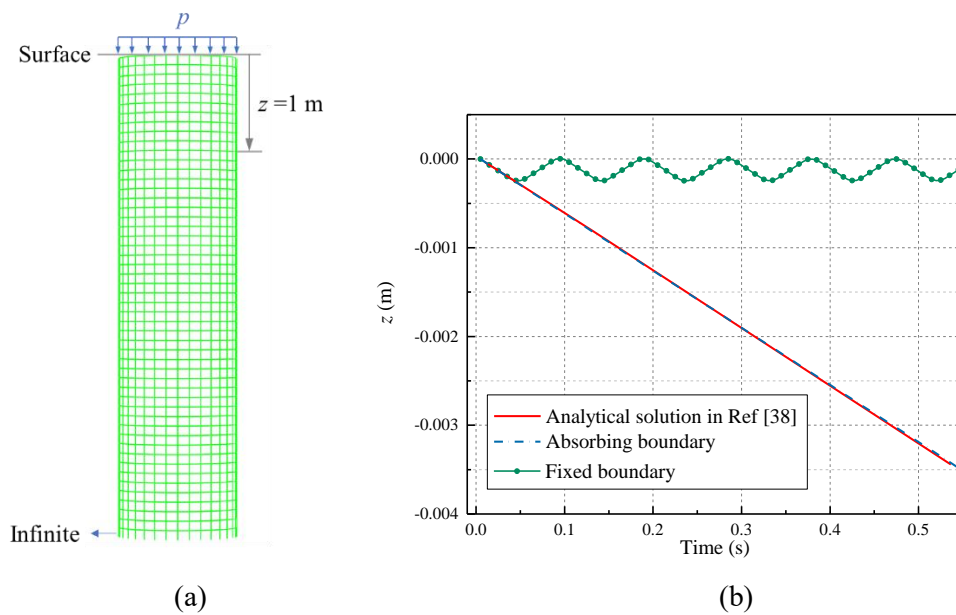 p
Surface
z =1 m
Infinite
(a)
0.000
-0.001
-0.002
-0.003
-0.004
z (m)
Analytical solution in Ref [38]
Absorbing boundary
Fixed boundary
0.0 0.1 0.2 0.3 0.4 0.5
Time (s)
(b)